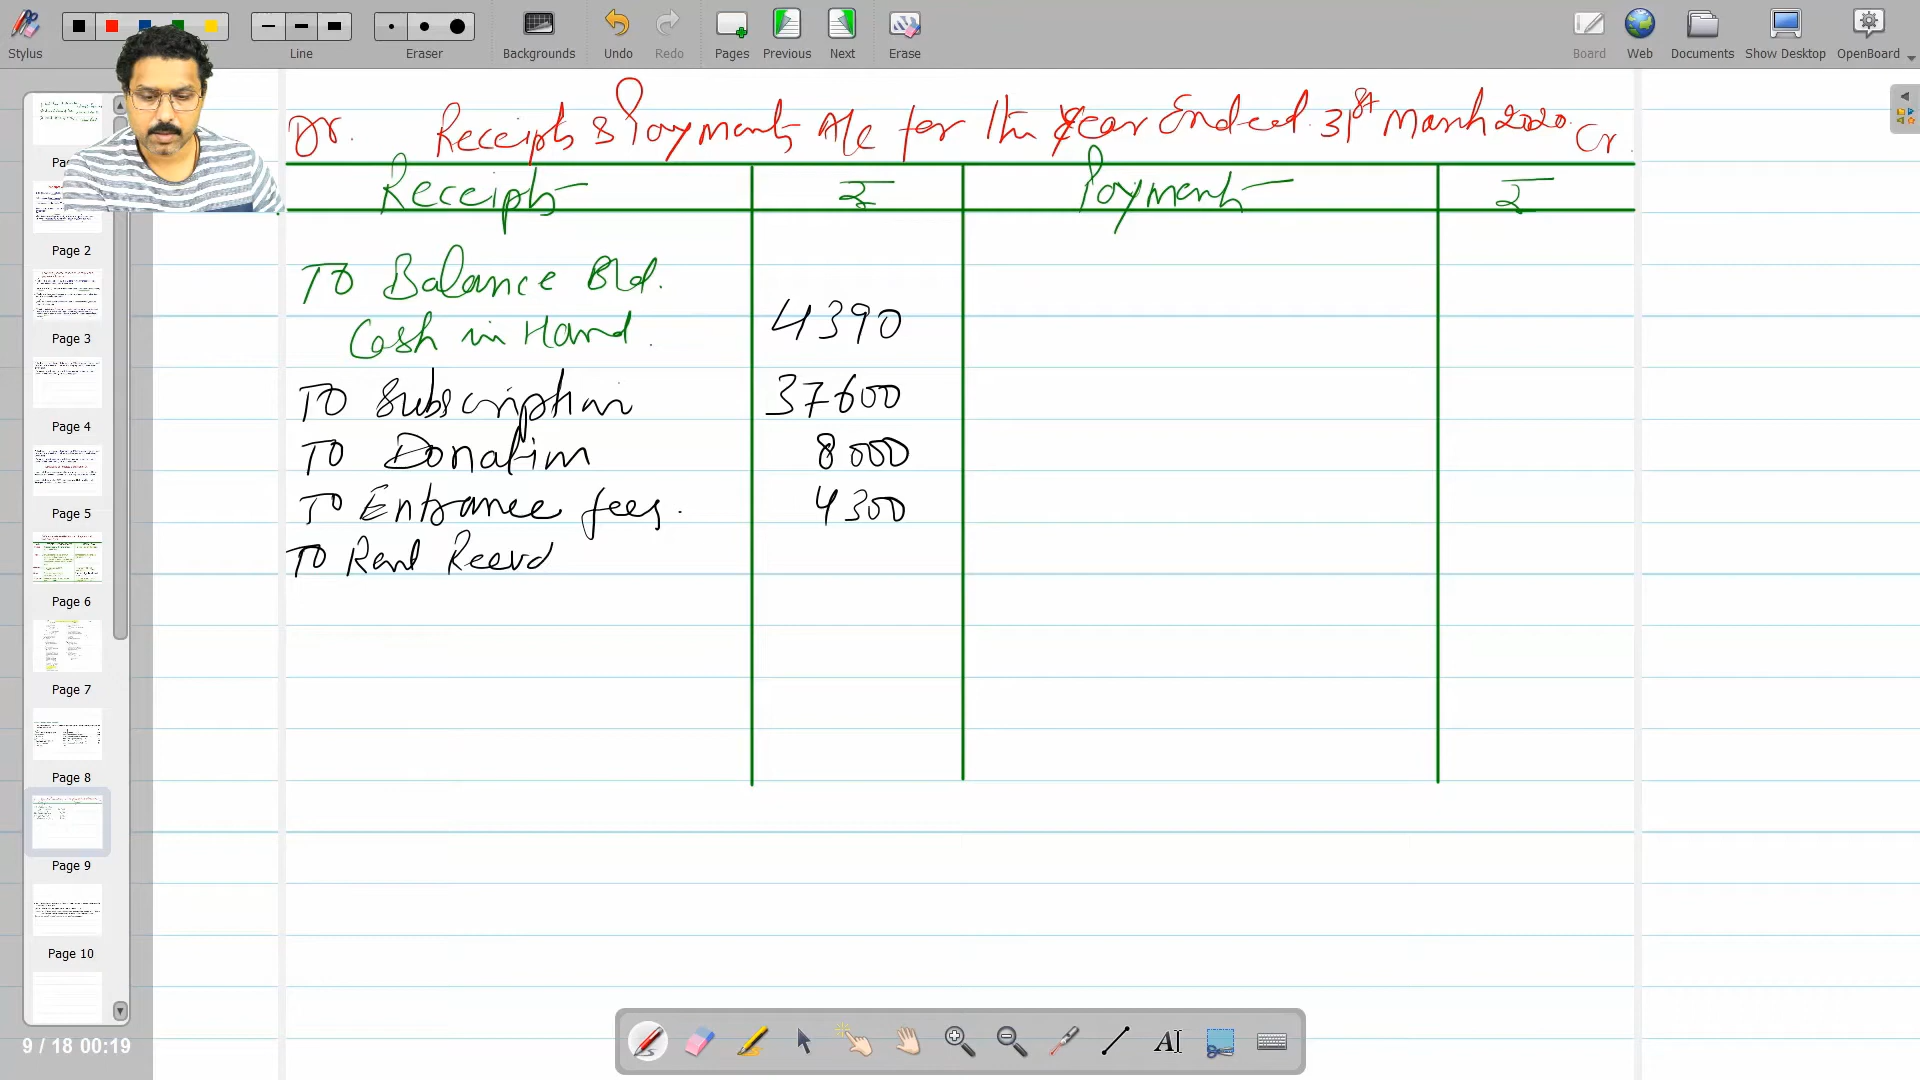 Stylus Line Eraser Backgrounds Undo Redo Pages Previous Next Erase Board Web Documents Show Desktop OpenBoard
Dr. Receipts & Payments A/c for the Year Ended 31st March 2020. Cr.
Receipts ₹ Payments ₹
To Balance B/d.
Cash in Hand. 4390
To Subscription 37600
To Donation 8000
To Entrance fees. 4300
To Rent Recvd
Page 2
Page 3
Page 4
Page 5
Page 6
Page 7
Page 8
Page 9
Page 10
9 / 18 00:19